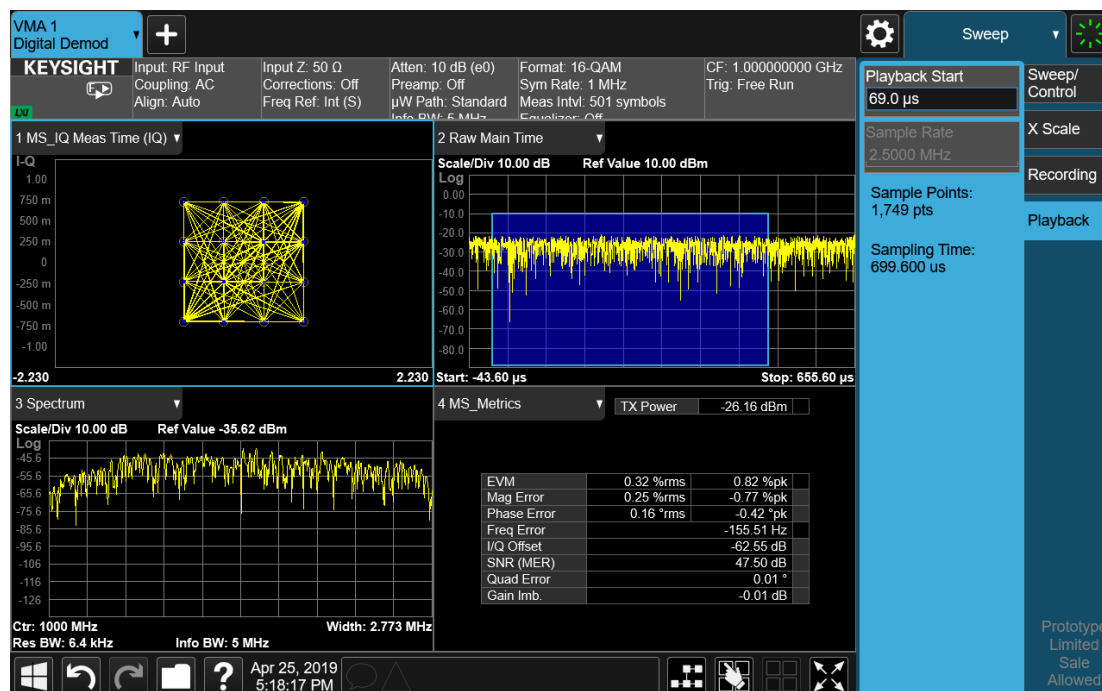 VMA 1
Digital Demod
Sweep
KEYSIGHT
LXI
Input: RF Input
Coupling: AC
Align: Auto
Input Z: 50 Ω
Corrections: Off
Freq Ref: Int (S)
Atten: 10 dB (e0)
Preamp: Off
µW Path: Standard
Info BW: 5 MHz
Format: 16-QAM
Sym Rate: 1 MHz
Meas Intvl: 501 symbols
Equalizer: Off
CF: 1.000000000 GHz
Trig: Free Run
1 MS_IQ Meas Time (IQ)
I-Q
1.00
750 m
500 m
250 m
0
-250 m
-500 m
-750 m
-1.00
-2.230
2.230
2 Raw Main Time
Scale/Div 10.00 dB
Ref Value 10.00 dBm
Log
0.00
-10.0
-20.0
-30.0
-40.0
-50.0
-60.0
-70.0
-80.0
Start: -43.60 µs
Stop: 655.60 µs
3 Spectrum
Scale/Div 10.00 dB
Ref Value -35.62 dBm
Log
-45.6
-55.6
-65.6
-75.6
-85.6
-95.6
-106
-116
-126
Ctr: 1000 MHz
Width: 2.773 MHz
Res BW: 6.4 kHz
Info BW: 5 MHz
4 MS_Metrics
TX Power -26.16 dBm
EVM 0.32 %rms 0.82 %pk
Mag Error 0.25 %rms -0.77 %pk
Phase Error 0.16 °rms -0.42 °pk
Freq Error -155.51 Hz
I/Q Offset -62.55 dB
SNR (MER) 47.50 dB
Quad Error 0.01 °
Gain Imb. -0.01 dB
Playback Start
69.0 µs
Sample Rate
2.5000 MHz
Sample Points:
1,749 pts
Sampling Time:
699.600 us
Sweep/
Control
X Scale
Recording
Playback
Prototype
Limited
Sale
Allowed
?
Apr 25, 2019
5:18:17 PM